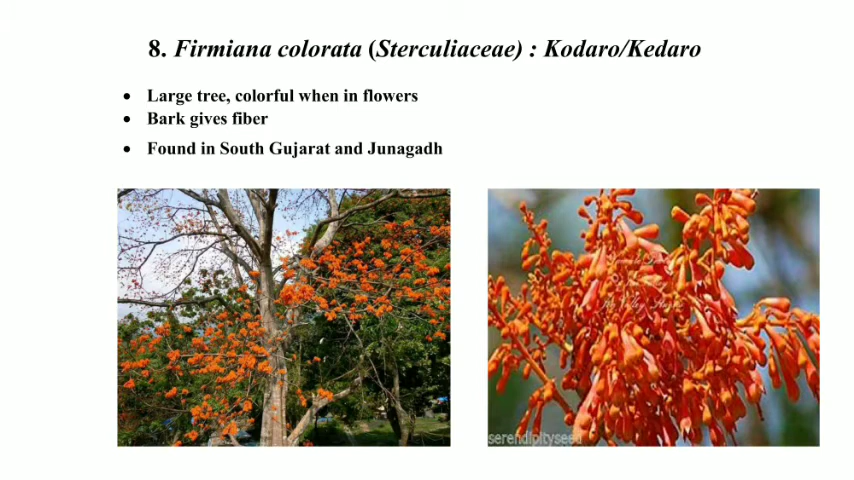 8. Firmiana colorata (Sterculiaceae) : Kodaro/Kedaro
• Large tree, colorful when in flowers
• Bark gives fiber
• Found in South Gujarat and Junagadh
serendipityseed